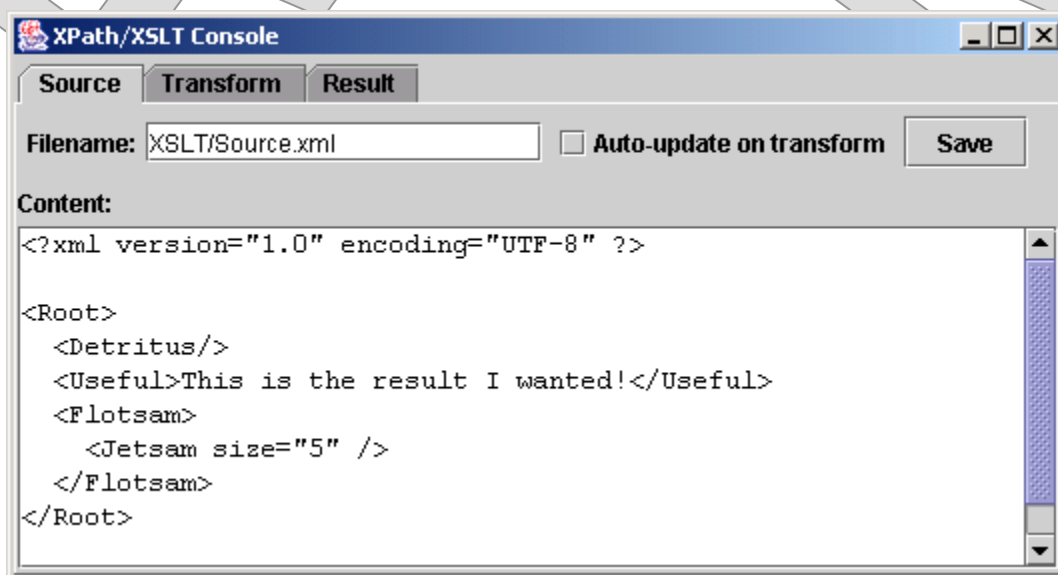 XPath/XSLT Console
Source Transform Result
Filename: XSLT/Source.xml Auto-update on transform Save
Content:
<?xml version="1.0" encoding="UTF-8" ?>
<Root>
  <Detritus/>
  <Useful>This is the result I wanted!</Useful>
  <Flotsam>
    <Jetsam size="5" />
  </Flotsam>
</Root>